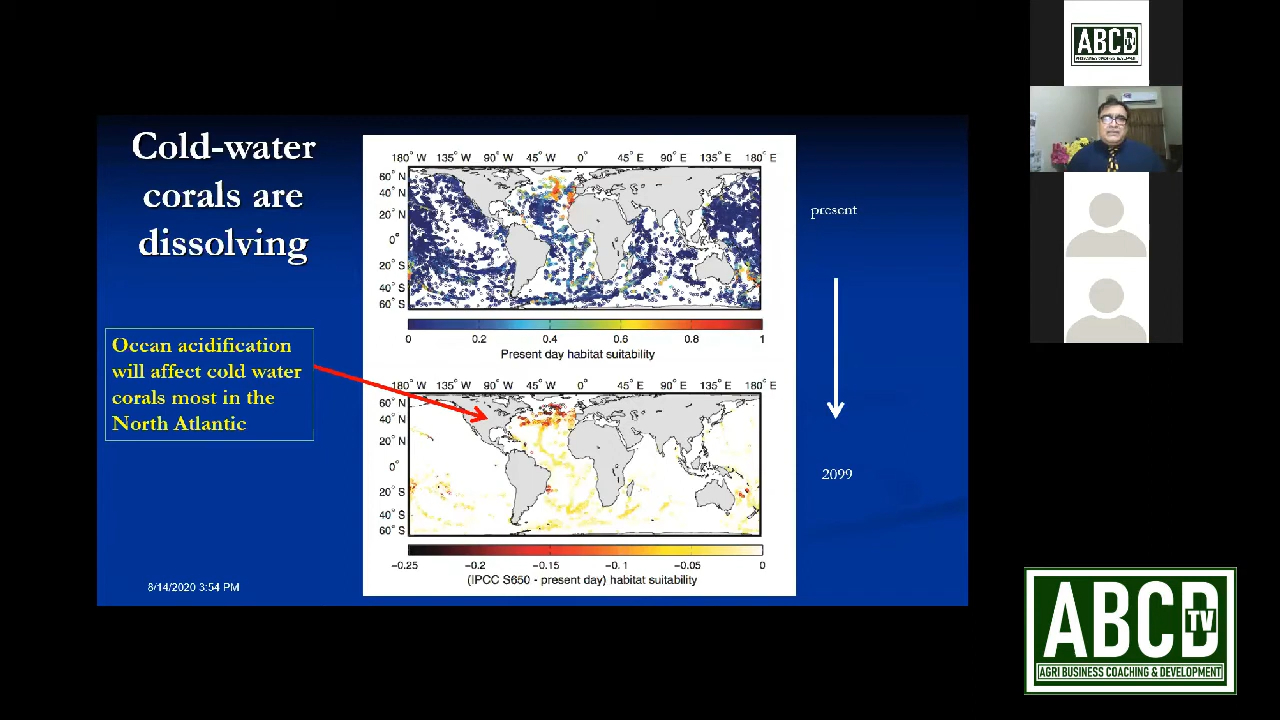 Cold-water
corals are
dissolving
Ocean acidification
will affect cold water
corals most in the
North Atlantic
8/14/2020 3:54 PM
180° W 135° W 90° W 45° W 0° 45° E 90° E 135° E 180° E
60° N
40° N
20° N
0°
20° S
40° S
60° S
0 0.2 0.4 0.6 0.8 1
Present day habitat suitability
180° W 135° W 90° W 45° W 0° 45° E 90° E 135° E 180° E
60° N
40° N
20° N
0°
20° S
40° S
60° S
-0.25 -0.2 -0.15 -0.1 -0.05 0
(IPCC S650 - present day) habitat suitability
present
2099
ABCD
TV
ABCD
TV
AGRI BUSINESS COACHING & DEVELOPMENT